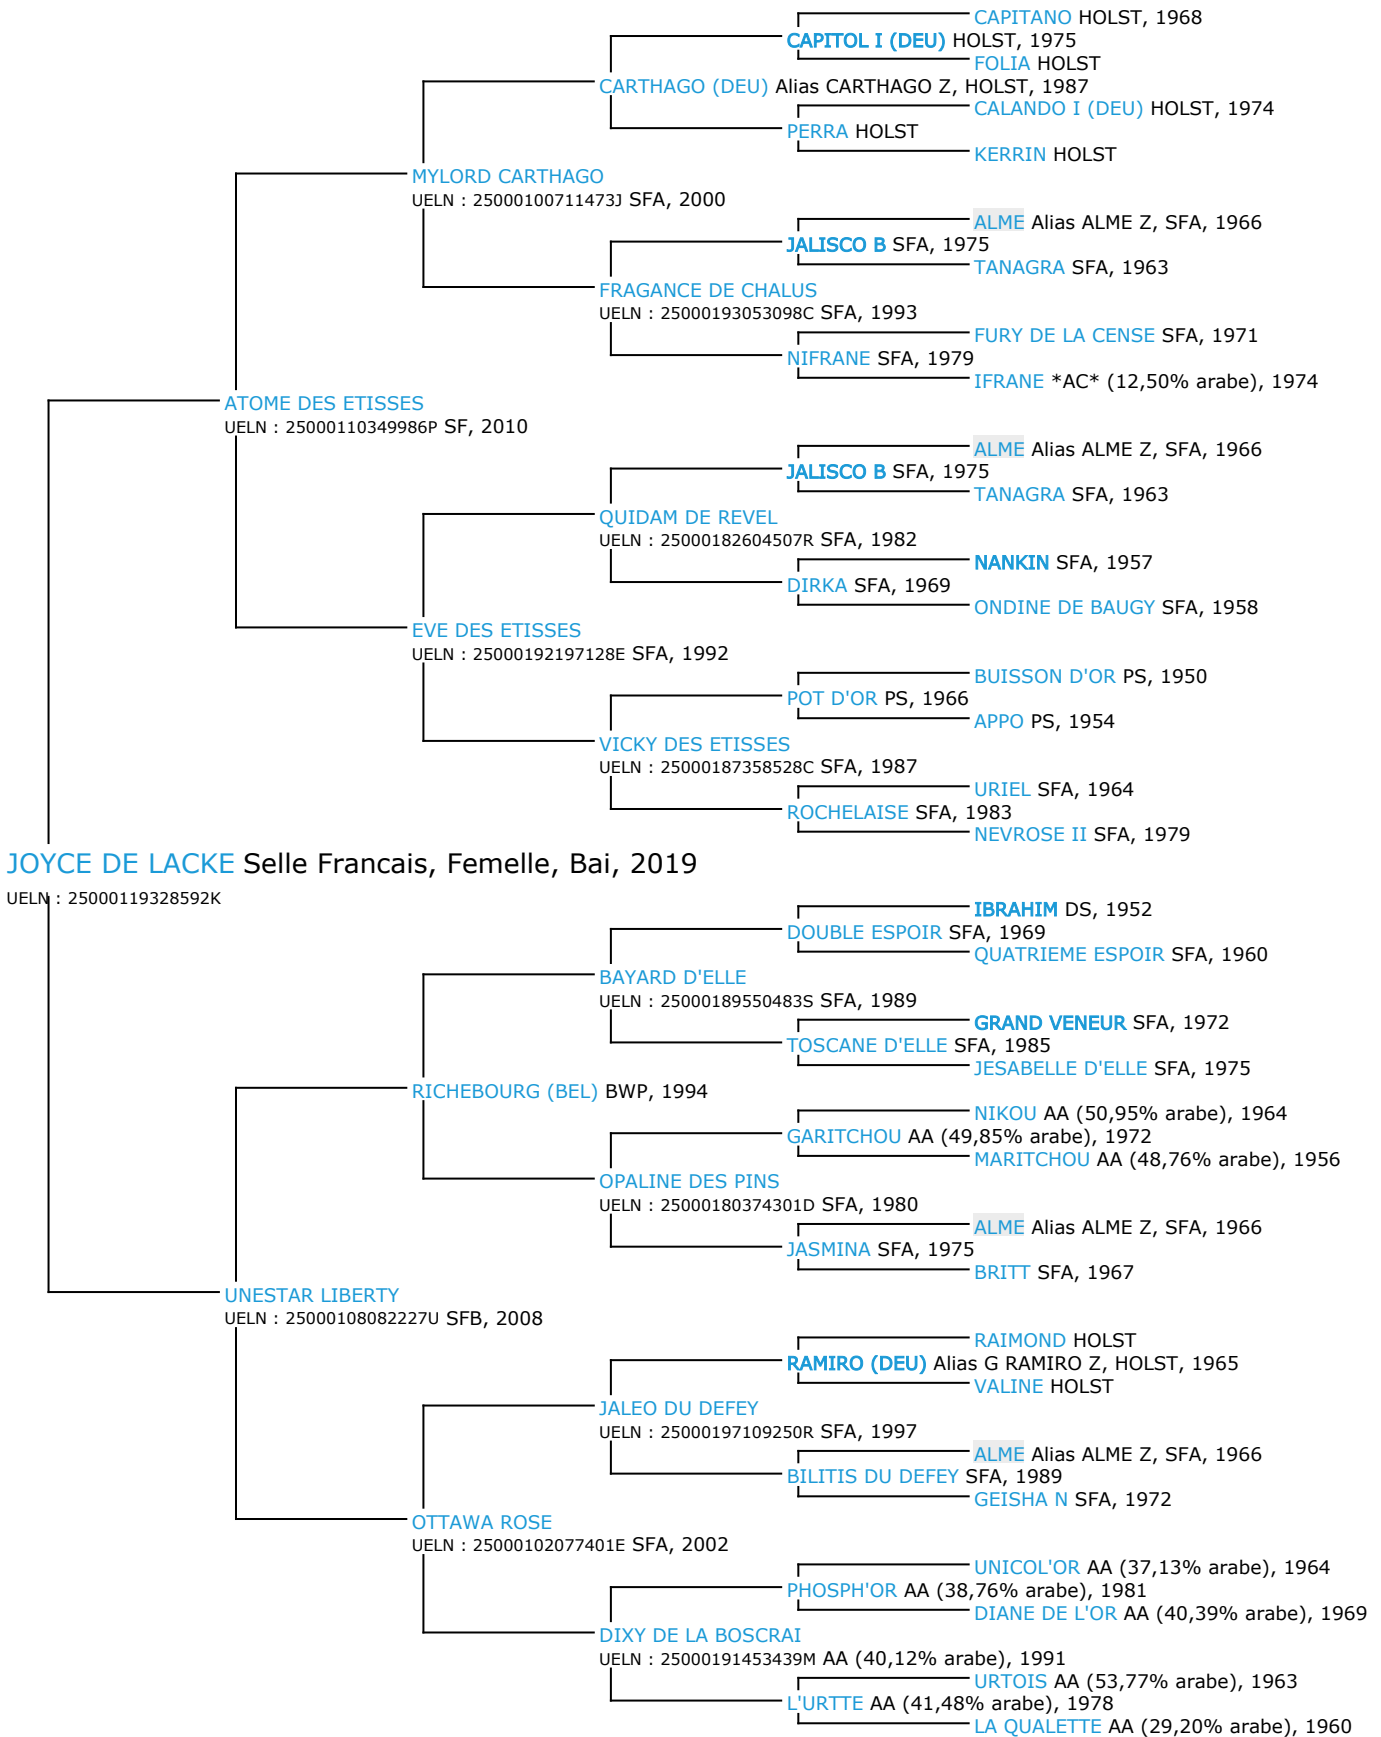 CAPITANO HOLST, 1968
CAPITOL I (DEU) HOLST, 1975
FOLIA HOLST
CARTHAGO (DEU) Alias CARTHAGO Z, HOLST, 1987
CALANDO I (DEU) HOLST, 1974
PERRA HOLST
KERRIN HOLST
MYLORD CARTHAGO
UELN : 25000100711473J SFA, 2000
ALME Alias ALME Z, SFA, 1966
JALISCO B SFA, 1975
TANAGRA SFA, 1963
FRAGANCE DE CHALUS
UELN : 25000193053098C SFA, 1993
FURY DE LA CENSE SFA, 1971
NIFRANE SFA, 1979
IFRANE *AC* (12,50% arabe), 1974
ATOME DES ETISSES
UELN : 25000110349986P SF, 2010
ALME Alias ALME Z, SFA, 1966
JALISCO B SFA, 1975
TANAGRA SFA, 1963
QUIDAM DE REVEL
UELN : 25000182604507R SFA, 1982
NANKIN SFA, 1957
DIRKA SFA, 1969
ONDINE DE BAUGY SFA, 1958
EVE DES ETISSES
UELN : 25000192197128E SFA, 1992
BUISSON D'OR PS, 1950
POT D'OR PS, 1966
APPO PS, 1954
VICKY DES ETISSES
UELN : 25000187358528C SFA, 1987
URIEL SFA, 1964
ROCHELAISE SFA, 1983
NEVROSE II SFA, 1979
JOYCE DE LACKE Selle Francais, Femelle, Bai, 2019
UELN : 25000119328592K
IBRAHIM DS, 1952
DOUBLE ESPOIR SFA, 1969
QUATRIEME ESPOIR SFA, 1960
BAYARD D'ELLE
UELN : 25000189550483S SFA, 1989
GRAND VENEUR SFA, 1972
TOSCANE D'ELLE SFA, 1985
JESABELLE D'ELLE SFA, 1975
RICHEBOURG (BEL) BWP, 1994
NIKOU AA (50,95% arabe), 1964
GARITCHOU AA (49,85% arabe), 1972
MARITCHOU AA (48,76% arabe), 1956
OPALINE DES PINS
UELN : 25000180374301D SFA, 1980
ALME Alias ALME Z, SFA, 1966
JASMINA SFA, 1975
BRITT SFA, 1967
UNESTAR LIBERTY
UELN : 25000108082227U SFB, 2008
RAIMOND HOLST
RAMIRO (DEU) Alias G RAMIRO Z, HOLST, 1965
VALINE HOLST
JALEO DU DEFEY
UELN : 25000197109250R SFA, 1997
ALME Alias ALME Z, SFA, 1966
BILITIS DU DEFEY SFA, 1989
GEISHA N SFA, 1972
OTTAWA ROSE
UELN : 25000102077401E SFA, 2002
UNICOL'OR AA (37,13% arabe), 1964
PHOSPH'OR AA (38,76% arabe), 1981
DIANE DE L'OR AA (40,39% arabe), 1969
DIXY DE LA BOSCRAI
UELN : 25000191453439M AA (40,12% arabe), 1991
URTOIS AA (53,77% arabe), 1963
L'URTTE AA (41,48% arabe), 1978
LA QUALETTE AA (29,20% arabe), 1960